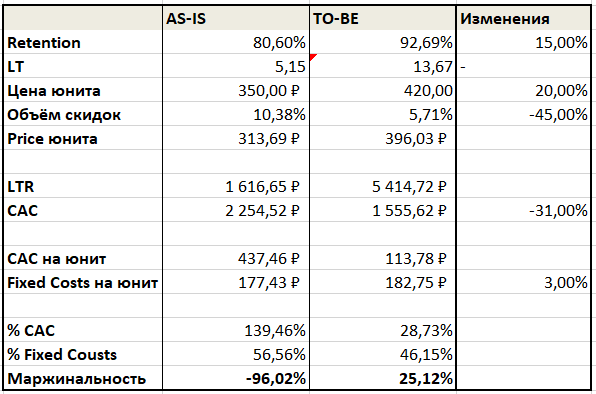 AS-IS TO-BE Изменения
Retention 80,60% 92,69% 15,00%
LT 5,15 13,67 -
Цена юнита 350,00 ₽ 420,00 20,00%
Объём скидок 10,38% 5,71% -45,00%
Price юнита 313,69 ₽ 396,03 ₽
LTR 1 616,65 ₽ 5 414,72 ₽
CAC 2 254,52 ₽ 1 555,62 ₽ -31,00%
CAC на юнит 437,46 ₽ 113,78 ₽
Fixed Costs на юнит 177,43 ₽ 182,75 ₽ 3,00%
% CAC 139,46% 28,73%
% Fixed Cousts 56,56% 46,15%
Маржинальность -96,02% 25,12%